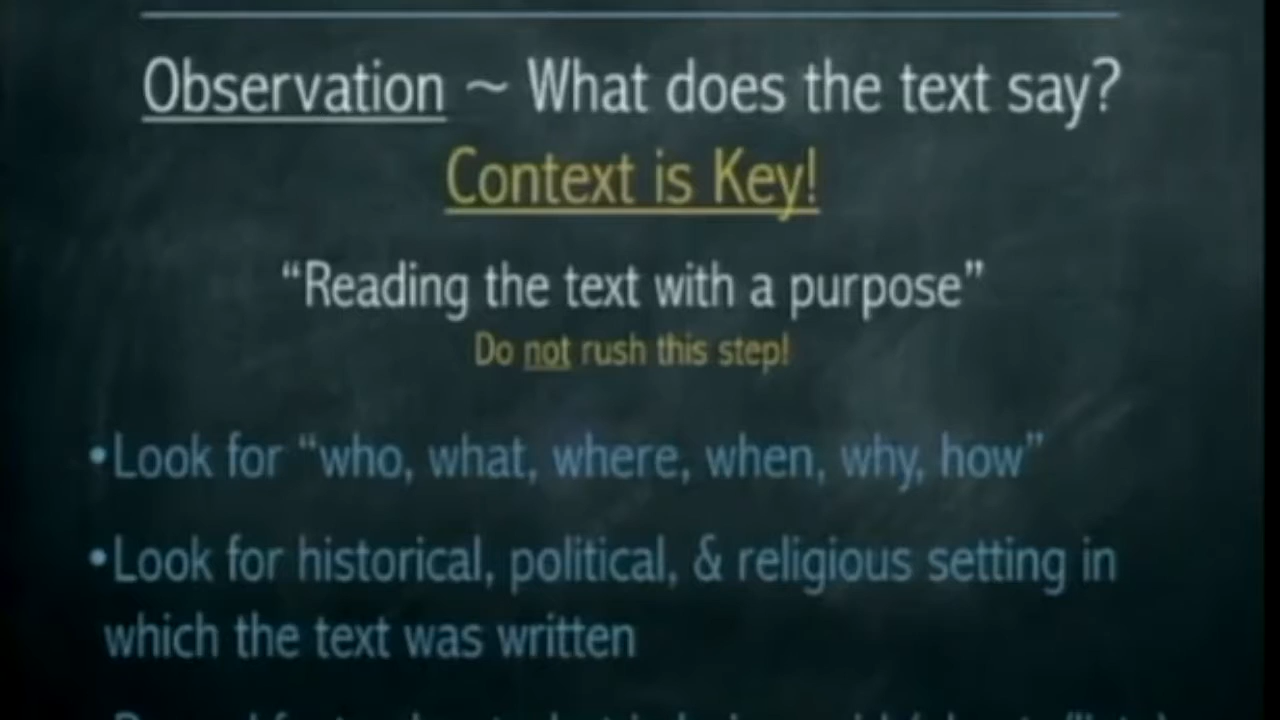 Observation ~ What does the text say?
Context is Key!
“Reading the text with a purpose”
Do not rush this step!
•Look for “who, what, where, when, why, how”
•Look for historical, political, & religious setting in
which the text was written